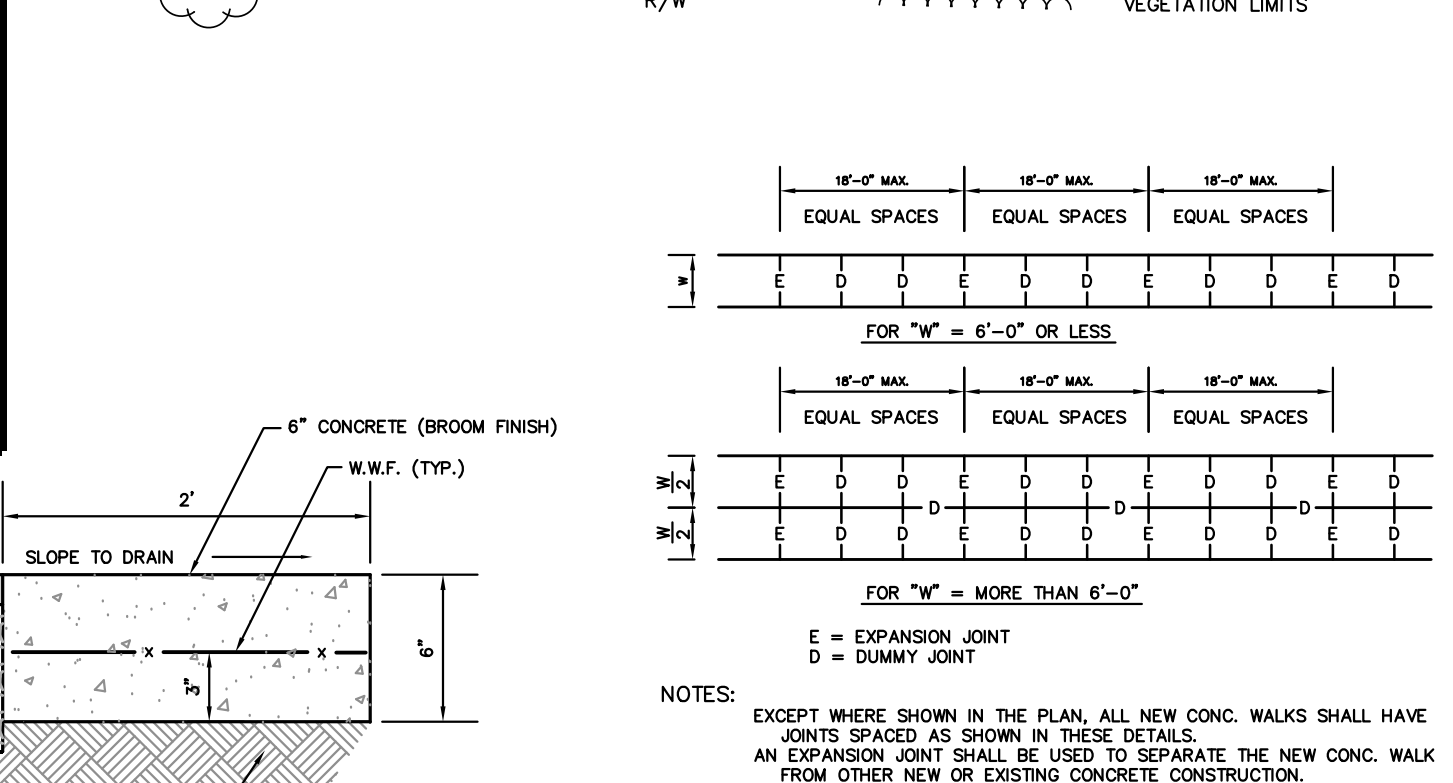 R/W
VEGETATION LIMITS
18'-0" MAX. 18'-0" MAX. 18'-0" MAX.
EQUAL SPACES EQUAL SPACES EQUAL SPACES
W
E D D E D D E D D E D
FOR "W" = 6'-0" OR LESS
18'-0" MAX. 18'-0" MAX. 18'-0" MAX.
EQUAL SPACES EQUAL SPACES EQUAL SPACES
W/2
E D D E D D E D D E D
D D D
W/2
E D D E D D E D D E D
FOR "W" = MORE THAN 6'-0"
E = EXPANSION JOINT
D = DUMMY JOINT
NOTES:
EXCEPT WHERE SHOWN IN THE PLAN, ALL NEW CONC. WALKS SHALL HAVE
JOINTS SPACED AS SHOWN IN THESE DETAILS.
AN EXPANSION JOINT SHALL BE USED TO SEPARATE THE NEW CONC. WALK
FROM OTHER NEW OR EXISTING CONCRETE CONSTRUCTION.
6" CONCRETE (BROOM FINISH)
W.W.F. (TYP.)
2'
SLOPE TO DRAIN
x x
6"
3"